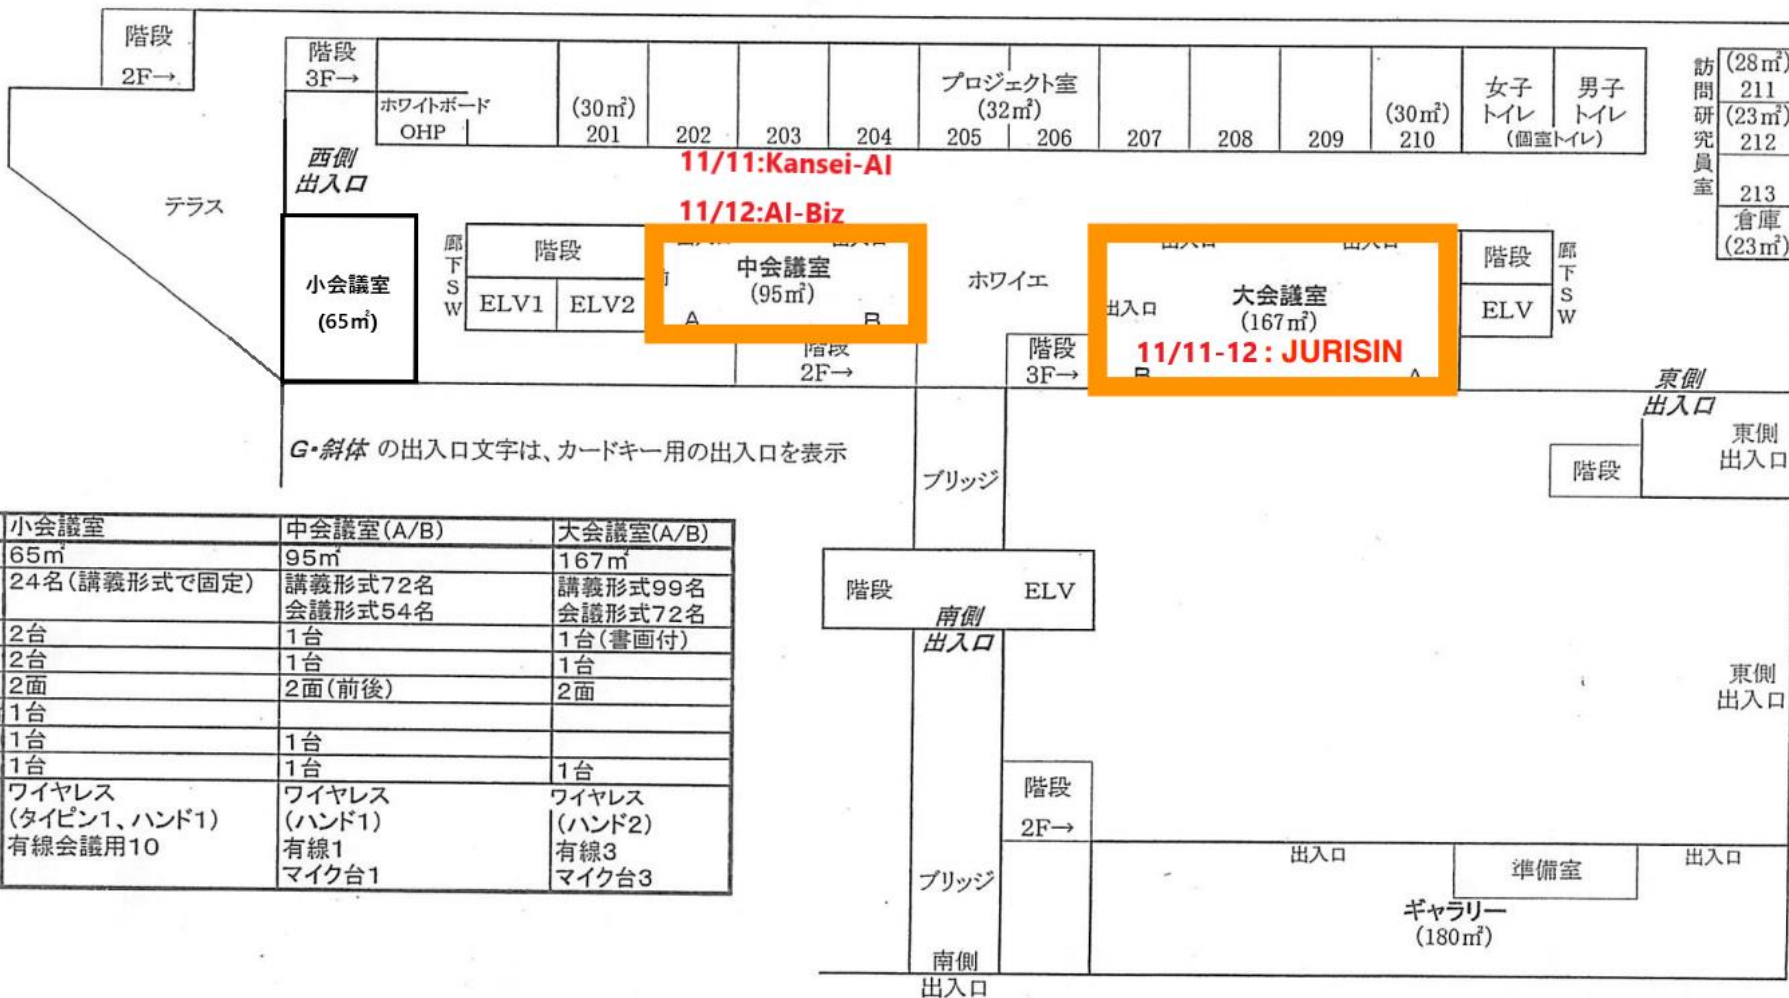 階段
2F→
階段
3F→
ホワイトボード
OHP
(30㎡)
201
202
203
204
プロジェクト室
(32㎡)
205
206
207
208
209
(30㎡)
210
女子
トイレ
男子
トイレ
(個室トイレ)
訪問研究員室
(28㎡)
211
(23㎡)
212
213
倉庫
(23㎡)
西側
出入口
テラス
11/11:Kansei-AI
11/12:AI-Biz
小会議室
(65㎡)
廊下SW
階段
ELV1
ELV2
出入口
出入口
中会議室
(95㎡)
A
B
階段
2F→
ホワイエ
階段
3F→
出入口
出入口
出入口
大会議室
(167㎡)
11/11-12 : JURISIN
B
A
階段
ELV
廊下SW
東側
出入口
東側
出入口
階段
G・斜体 の出入口文字は、カードキー用の出入口を表示
ブリッジ
小会議室
中会議室(A/B)
大会議室(A/B)
65㎡
95㎡
167㎡
24名(講義形式で固定)
講義形式72名
会議形式54名
講義形式99名
会議形式72名
2台
1台
1台(書画付)
2台
1台
1台
2面
2面(前後)
2面
1台
1台
1台
1台
1台
1台
ワイヤレス
(タイピン1、ハンド1)
有線会議用10
ワイヤレス
(ハンド1)
有線1
マイク台1
ワイヤレス
(ハンド2)
有線3
マイク台3
階段
ELV
南側
出入口
東側
出入口
階段
2F→
ブリッジ
出入口
準備室
出入口
ギャラリー
(180㎡)
南側
出入口